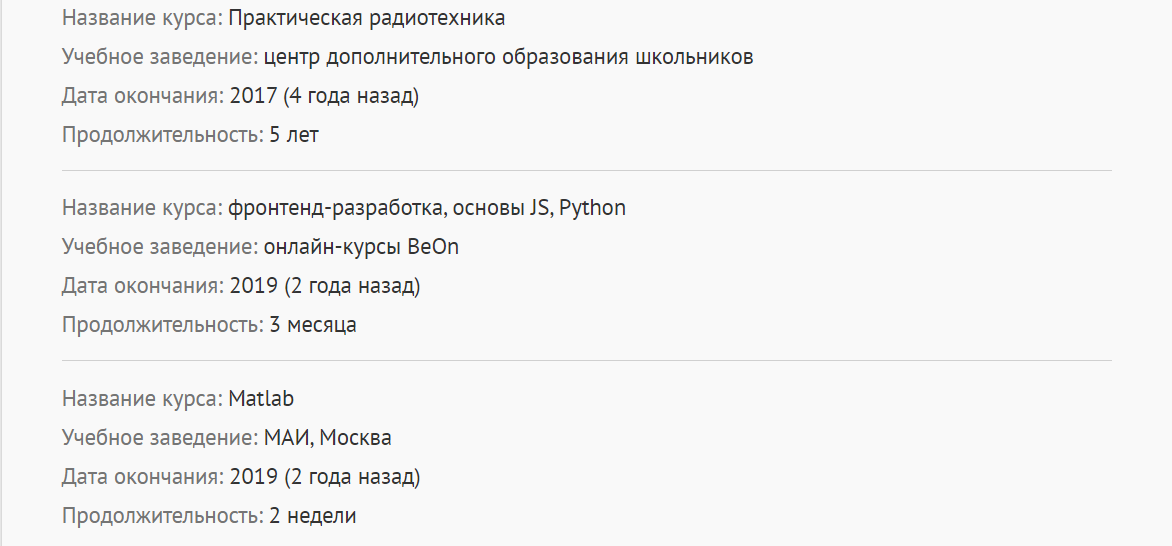 Название курса: Практическая радиотехника
Учебное заведение: центр дополнительного образования школьников
Дата окончания: 2017 (4 года назад)
Продолжительность: 5 лет
Название курса: фронтенд-разработка, основы JS, Python
Учебное заведение: онлайн-курсы BeOn
Дата окончания: 2019 (2 года назад)
Продолжительность: 3 месяца
Название курса: Matlab
Учебное заведение: МАИ, Москва
Дата окончания: 2019 (2 года назад)
Продолжительность: 2 недели